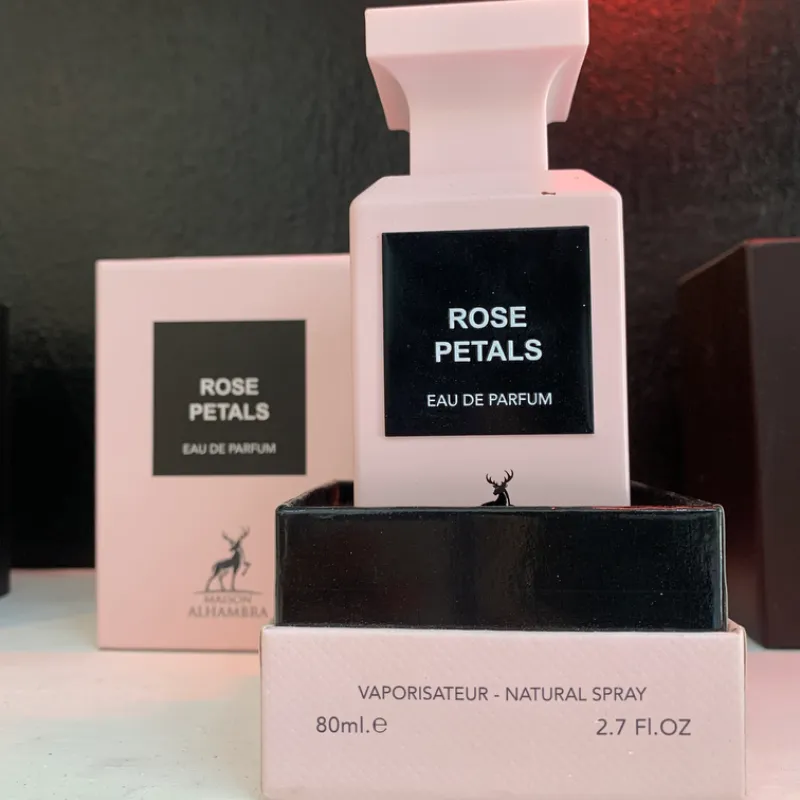 ROSE
PETALS
EAU DE PARFUM
ROSE
PETALS
EAU DE PARFUM
MAISON
ALHAMBRA
VAPORISATEUR - NATURAL SPRAY
80ml.℮
2.7 Fl.OZ